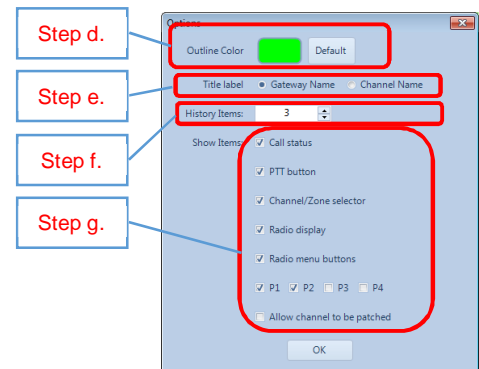 Options
Step d.
Outline Color
Default
Step e.
Title label Gateway Name Channel Name
Step f.
History Items: 3
Step g.
Show Items: Call status
PTT button
Channel/Zone selector
Radio display
Radio menu buttons
P1 P2 P3 P4
Allow channel to be patched
OK